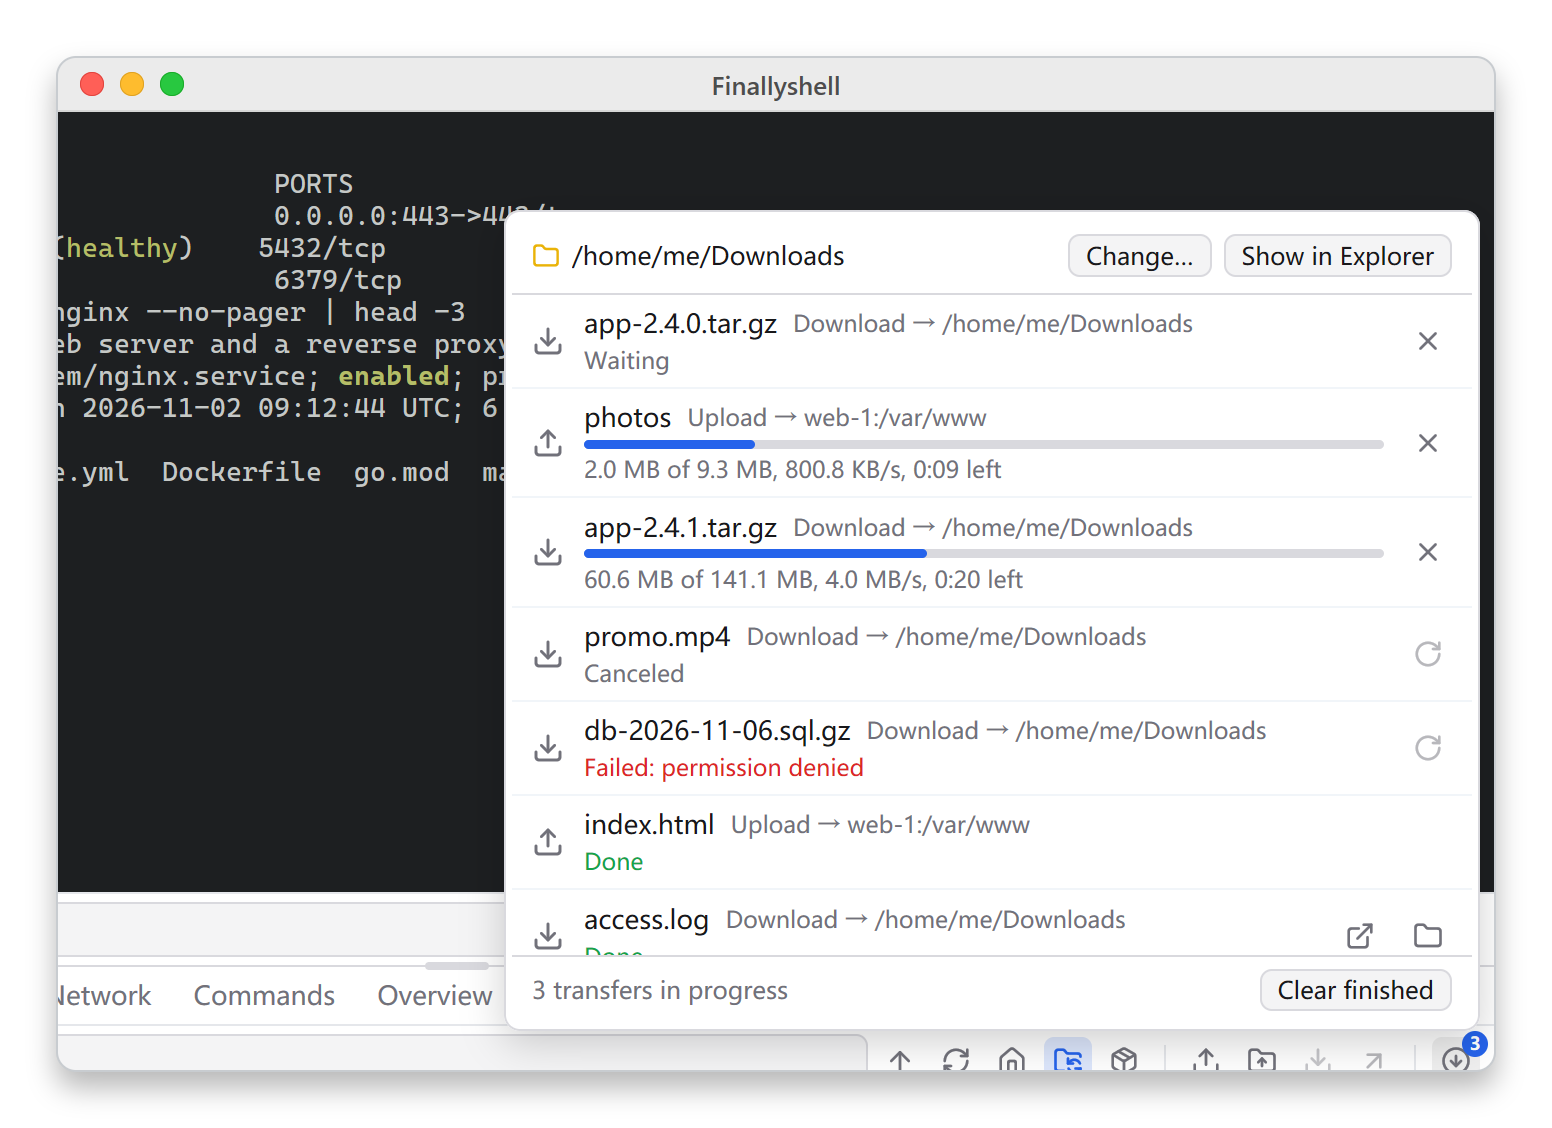 Finallyshell
PORTS
0.0.0.0:443->443/t
(healthy) 5432/tcp
6379/tcp
nginx --no-pager | head -3
eb server and a reverse proxy
em/nginx.service; enabled;
n 2026-11-02 09:12:44 UTC; 6
e.yml Dockerfile go.mod
/home/me/Downloads
Change...
Show in Explorer
app-2.4.0.tar.gz Download → /home/me/Downloads
Waiting
photos Upload → web-1:/var/www
2.0 MB of 9.3 MB, 800.8 KB/s, 0:09 left
app-2.4.1.tar.gz Download → /home/me/Downloads
60.6 MB of 141.1 MB, 4.0 MB/s, 0:20 left
promo.mp4 Download → /home/me/Downloads
Canceled
db-2026-11-06.sql.gz Download → /home/me/Downloads
Failed: permission denied
index.html Upload → web-1:/var/www
Done
access.log Download → /home/me/Downloads
Done
3 transfers in progress
Clear finished
Network Commands Overview
3